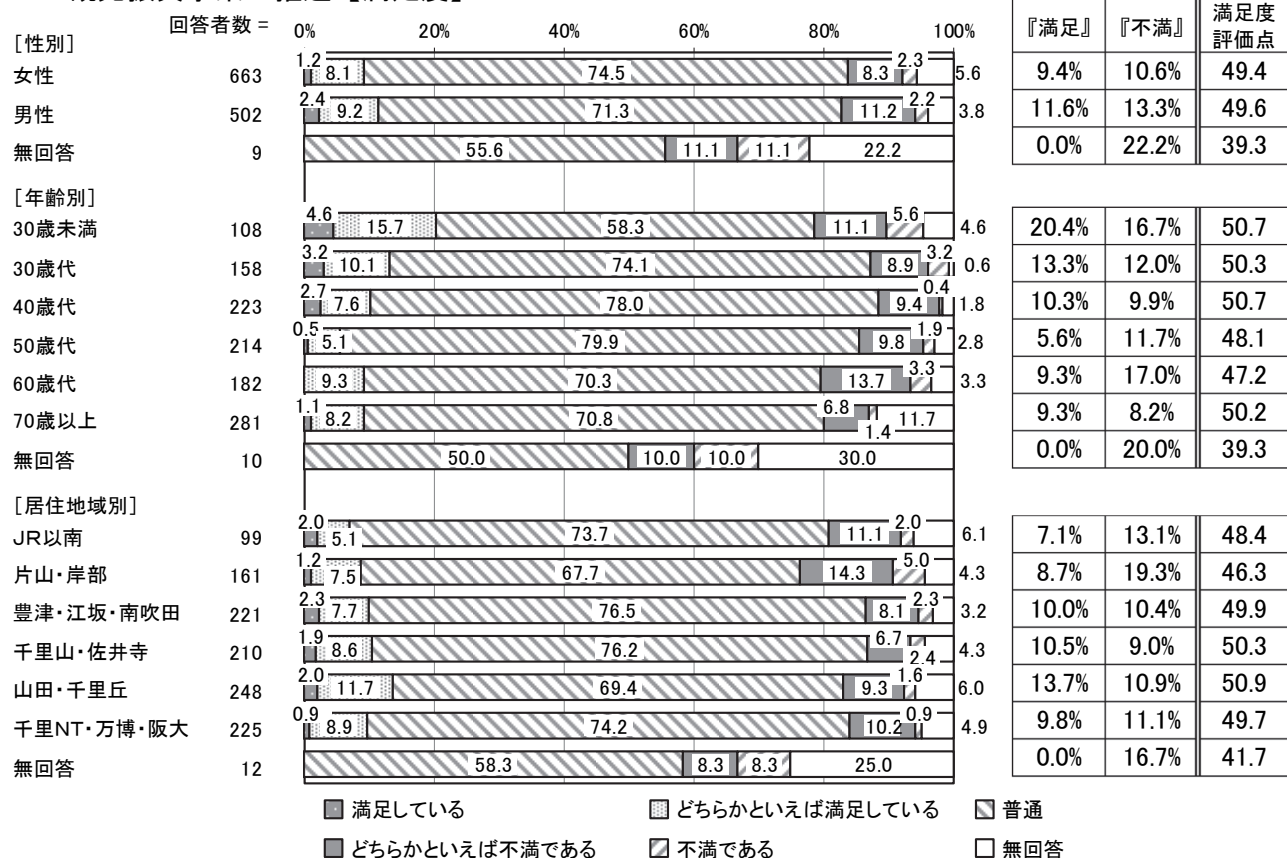 回答者数 = 0% 20% 40% 60% 80% 100% 『満足』 『不満』 満足度評価点
[性別]
女性 663 1.2 8.1 74.5 8.3 2.3 5.6 9.4% 10.6% 49.4
男性 502 2.4 9.2 71.3 11.2 2.2 3.8 11.6% 13.3% 49.6
無回答 9 55.6 11.1 11.1 22.2 0.0% 22.2% 39.3
[年齢別]
30歳未満 108 4.6 15.7 58.3 11.1 5.6 4.6 20.4% 16.7% 50.7
30歳代 158 3.2 10.1 74.1 8.9 3.2 0.6 13.3% 12.0% 50.3
40歳代 223 2.7 7.6 78.0 9.4 0.4 1.8 10.3% 9.9% 50.7
50歳代 214 0.5 5.1 79.9 9.8 1.9 2.8 5.6% 11.7% 48.1
60歳代 182 9.3 70.3 13.7 3.3 3.3 9.3% 17.0% 47.2
70歳以上 281 1.1 8.2 70.8 6.8 1.4 11.7 9.3% 8.2% 50.2
無回答 10 50.0 10.0 10.0 30.0 0.0% 20.0% 39.3
[居住地域別]
JR以南 99 2.0 5.1 73.7 11.1 2.0 6.1 7.1% 13.1% 48.4
片山・岸部 161 1.2 7.5 67.7 14.3 5.0 4.3 8.7% 19.3% 46.3
豊津・江坂・南吹田 221 2.3 7.7 76.5 8.1 2.3 3.2 10.0% 10.4% 49.9
千里山・佐井寺 210 1.9 8.6 76.2 6.7 2.4 4.3 10.5% 9.0% 50.3
山田・千里丘 248 2.0 11.7 69.4 9.3 1.6 6.0 13.7% 10.9% 50.9
千里NT・万博・阪大 225 0.9 8.9 74.2 10.2 0.9 4.9 9.8% 11.1% 49.7
無回答 12 58.3 8.3 8.3 25.0 0.0% 16.7% 41.7
満足している どちらかといえば満足している 普通
どちらかといえば不満である 不満である 無回答